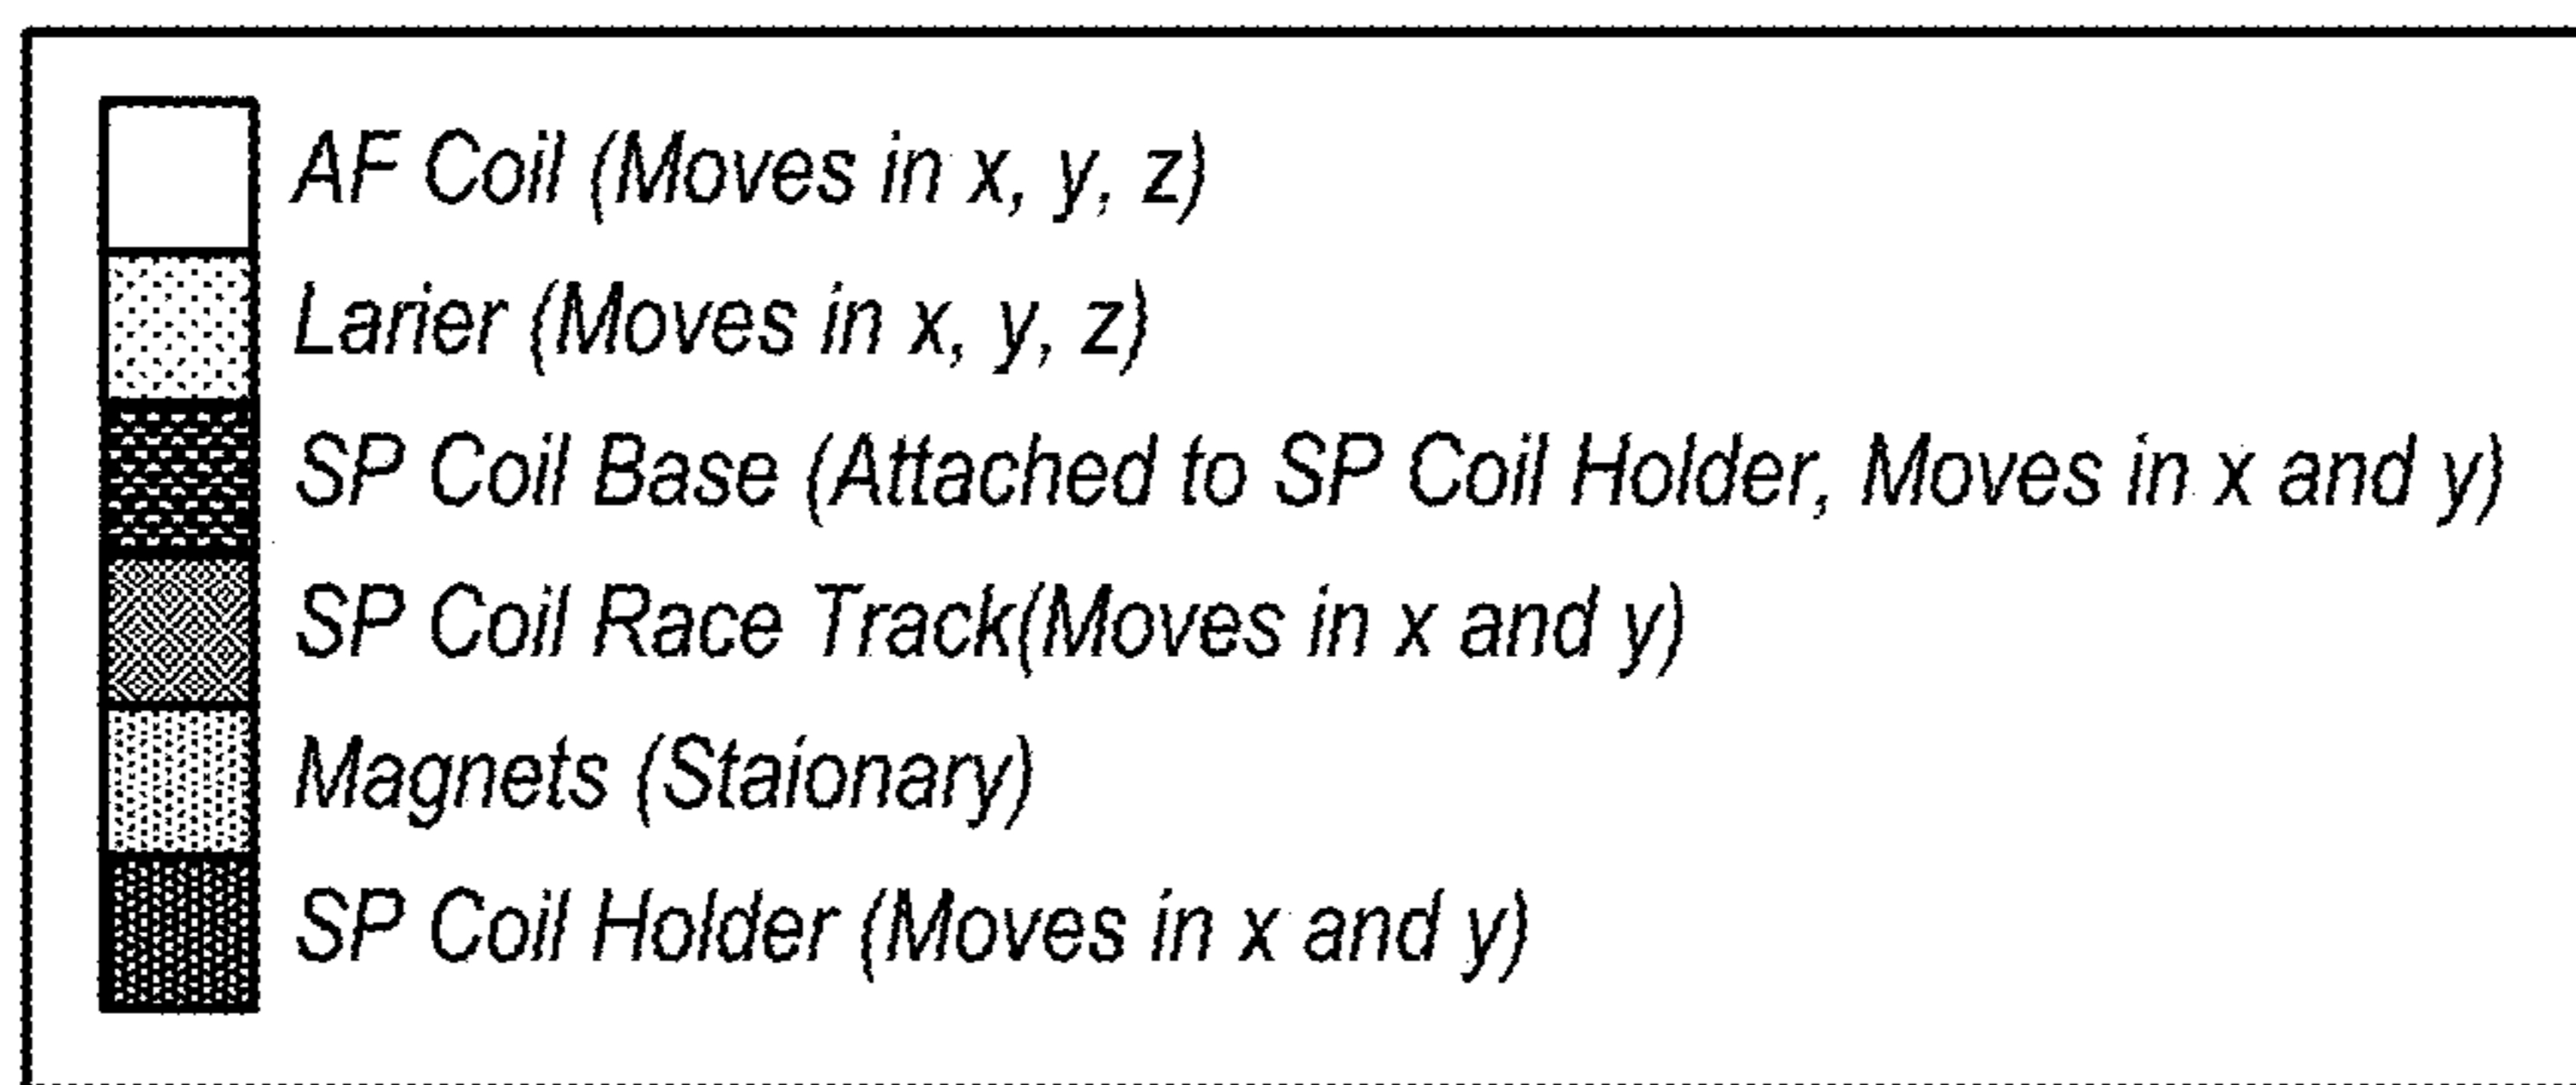 AF Coil (Moves in x, y, z)
Larier (Moves in x, y, z)
SP Coil Base (Attached to SP Coil Holder, Moves in x and y)
SP Coil Race Track(Moves in x and y)
Magnets (Staionary)
SP Coil Holder (Moves in x and y)